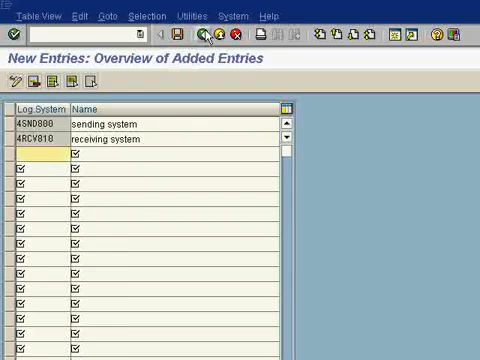 Table View Edit Goto Selection Utilities System Help
New Entries: Overview of Added Entries
Log.System Name
4SND800 sending system
4RCV810 receiving system